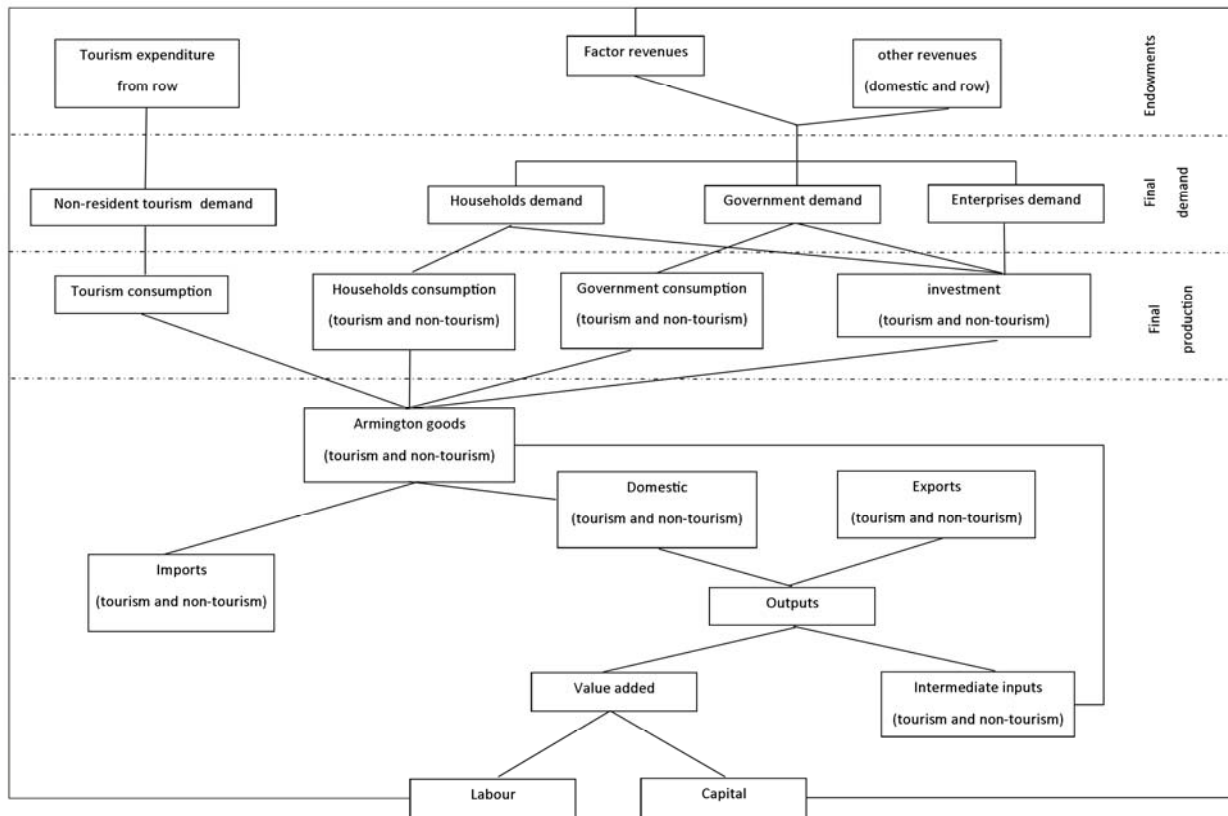 Tourism expenditure
from row
Factor revenues
other revenues
(domestic and row)
Endowments
Non-resident tourism demand
Households demand
Government demand
Enterprises demand
Final
demand
Tourism consumption
Households consumption
(tourism and non-tourism)
Government consumption
(tourism and non-tourism)
investment
(tourism and non-tourism)
Final
production
Armington goods
(tourism and non-tourism)
Domestic
(tourism and non-tourism)
Exports
(tourism and non-tourism)
Imports
(tourism and non-tourism)
Outputs
Value added
Intermediate inputs
(tourism and non-tourism)
Labour
Capital